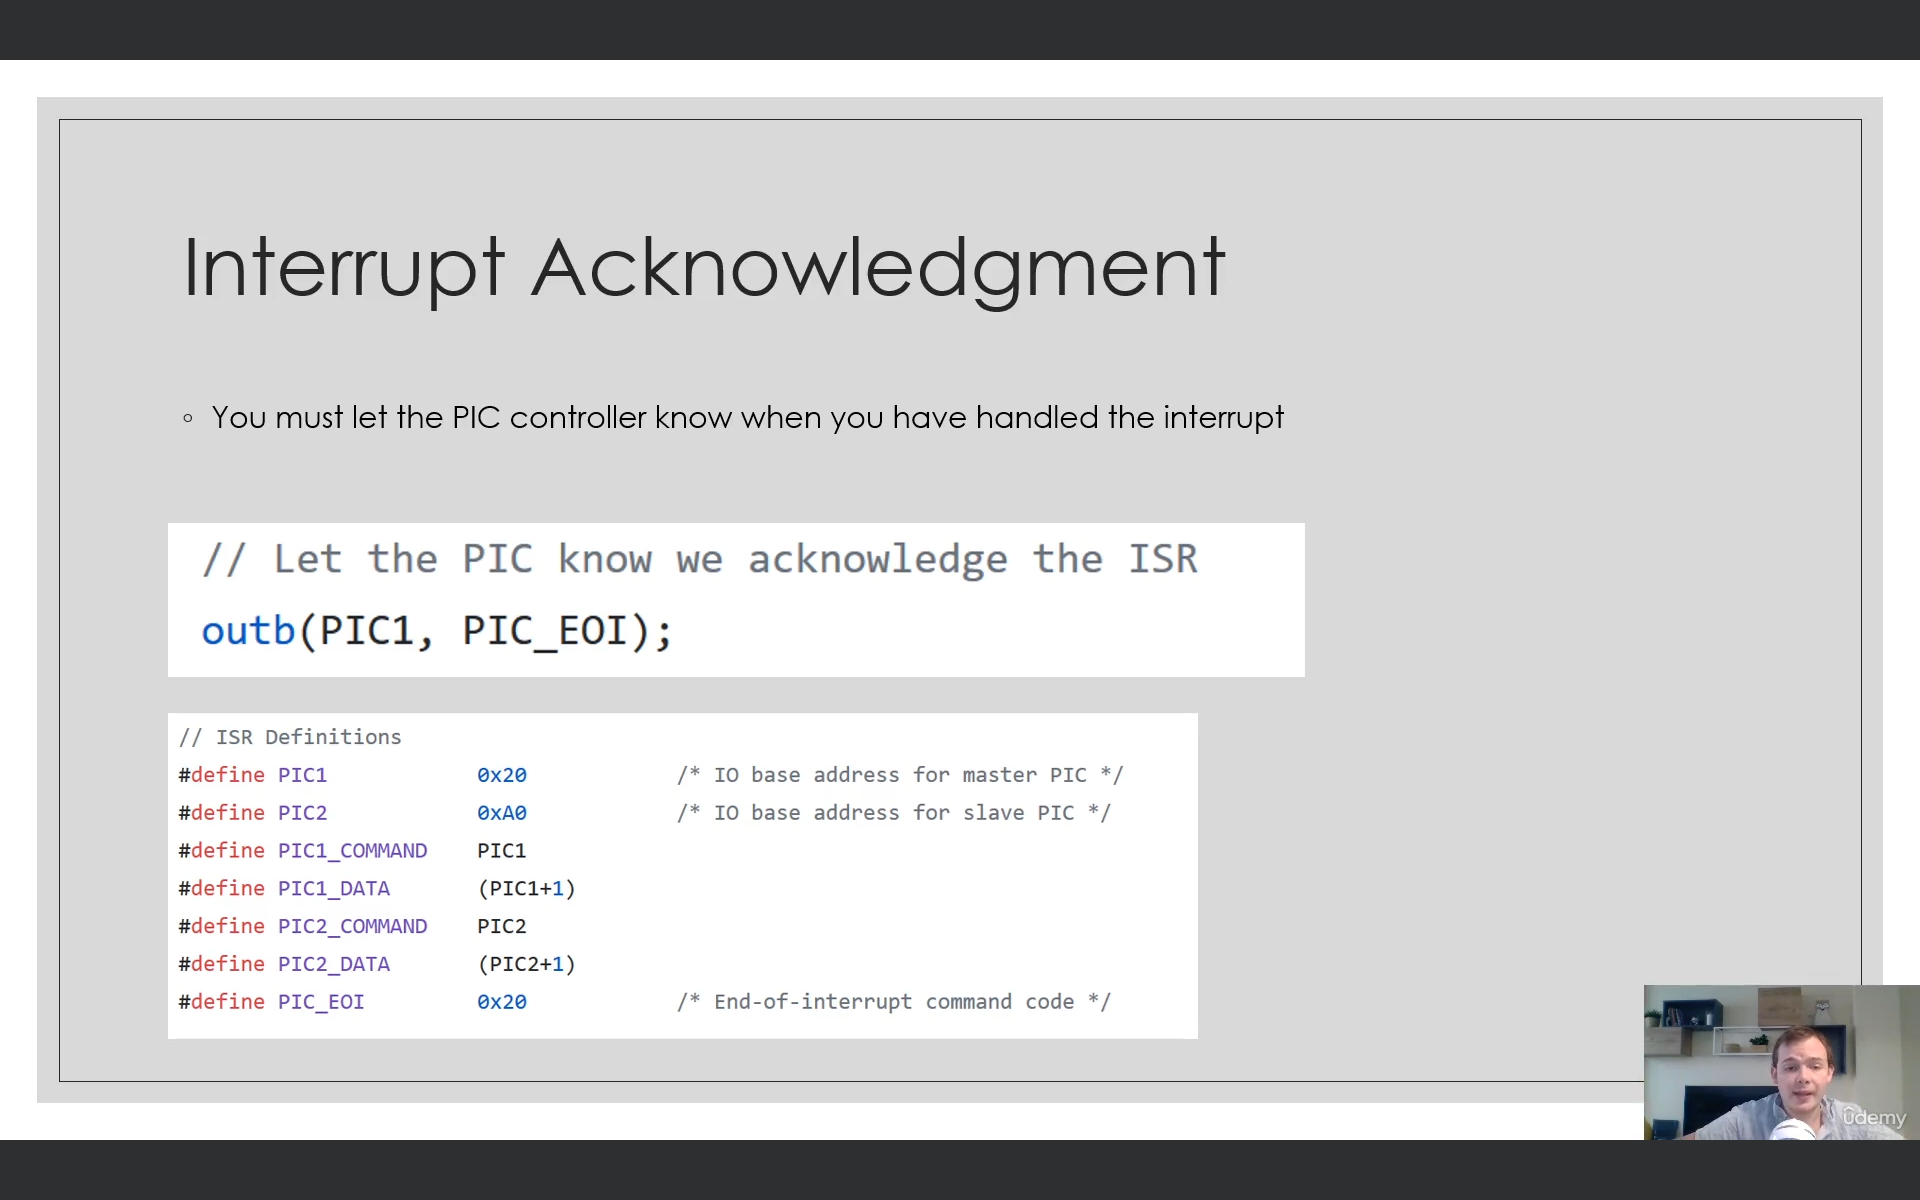 Interrupt Acknowledgment
◦ You must let the PIC controller know when you have handled the interrupt
// Let the PIC know we acknowledge the ISR
outb(PIC1, PIC_EOI);
// ISR Definitions
#define PIC1 0x20 /* IO base address for master PIC */
#define PIC2 0xA0 /* IO base address for slave PIC */
#define PIC1_COMMAND PIC1
#define PIC1_DATA (PIC1+1)
#define PIC2_COMMAND PIC2
#define PIC2_DATA (PIC2+1)
#define PIC_EOI 0x20 /* End-of-interrupt command code */
ûdemy